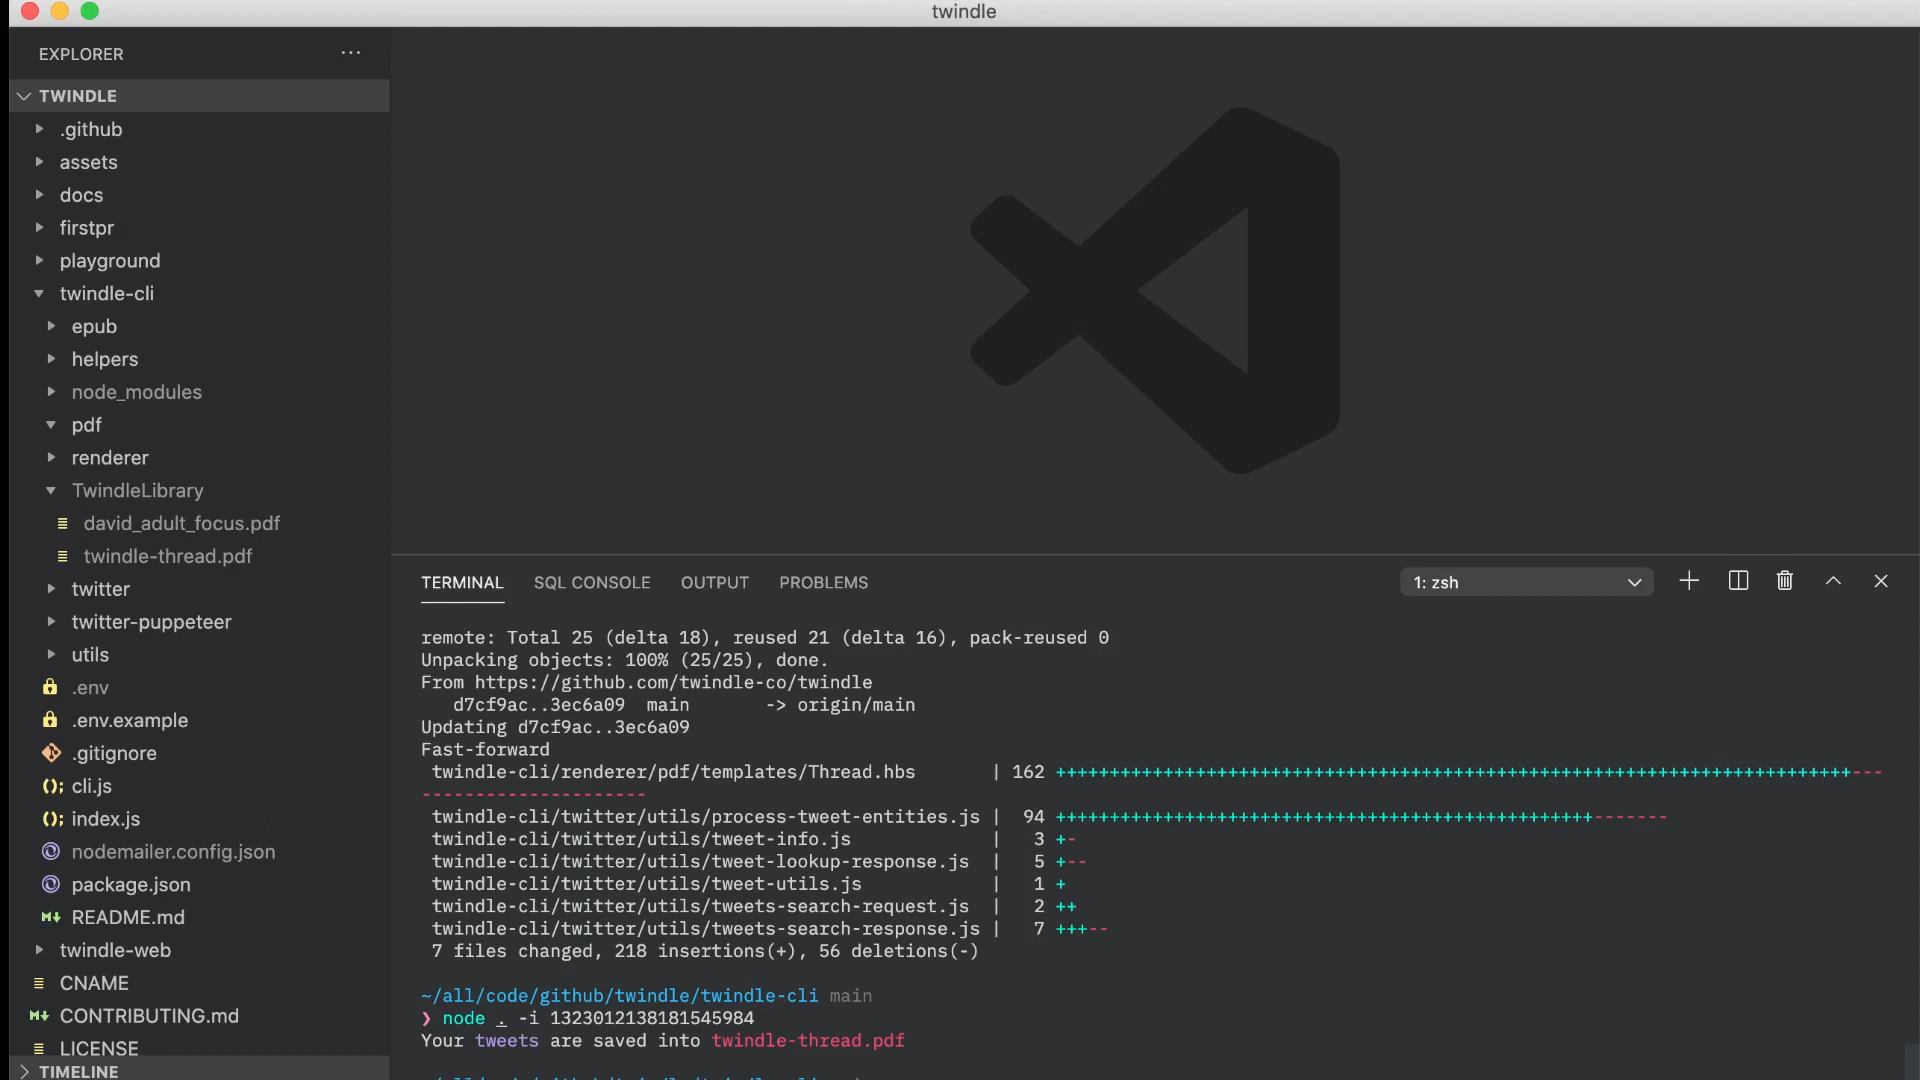 twindle
EXPLORER
TWINDLE
.github
assets
docs
firstpr
playground
twindle-cli
epub
helpers
node_modules
pdf
renderer
TwindleLibrary
david_adult_focus.pdf
twindle-thread.pdf
twitter
twitter-puppeteer
utils
.env
.env.example
.gitignore
cli.js
index.js
nodemailer.config.json
package.json
README.md
twindle-web
CNAME
CONTRIBUTING.md
LICENSE
TIMELINE
TERMINAL SQL CONSOLE OUTPUT PROBLEMS 1: zsh
remote: Total 25 (delta 18), reused 21 (delta 16), pack-reused 0
Unpacking objects: 100% (25/25), done.
From https://github.com/twindle-co/twindle
d7cf9ac..3ec6a09 main -> origin/main
Updating d7cf9ac..3ec6a09
Fast-forward
twindle-cli/renderer/pdf/templates/Thread.hbs | 162 ++++++++++++++++++++++++++++++++++++++++++++++++++++++++++++++++++++++++++---
---------------------
twindle-cli/twitter/utils/process-tweet-entities.js | 94 ++++++++++++++++++++++++++++++++++++++++++++++++++-------
twindle-cli/twitter/utils/tweet-info.js | 3 +-
twindle-cli/twitter/utils/tweet-lookup-response.js | 5 +--
twindle-cli/twitter/utils/tweet-utils.js | 1 +
twindle-cli/twitter/utils/tweets-search-request.js | 2 ++
twindle-cli/twitter/utils/tweets-search-response.js | 7 +++--
7 files changed, 218 insertions(+), 56 deletions(-)
~/all/code/github/twindle/twindle-cli main
❯ node . -i 1323012138181545984
Your tweets are saved into twindle-thread.pdf